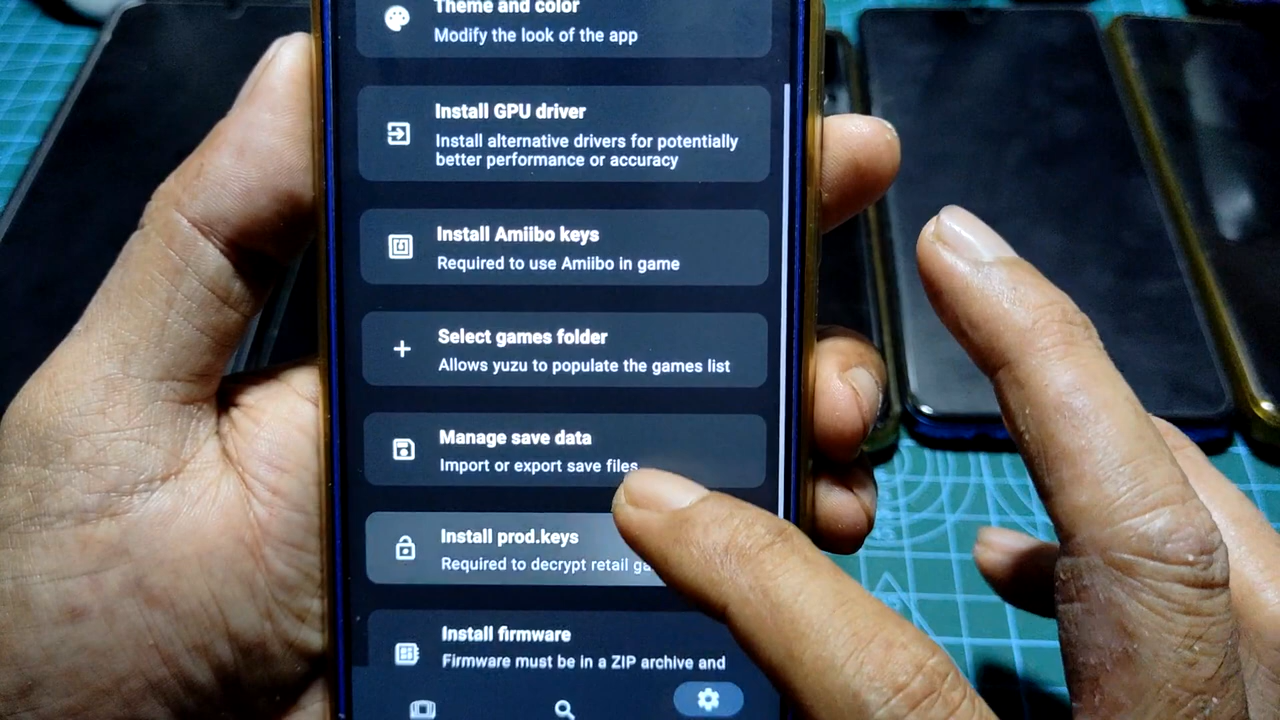 Theme and color
Modify the look of the app
Install GPU driver
Install alternative drivers for potentially
better performance or accuracy
Install Amiibo keys
Required to use Amiibo in game
Select games folder
Allows yuzu to populate the games list
Manage save data
Import or export save files
Install prod.keys
Required to decrypt retail
Install firmware
Firmware must be in a ZIP archive and